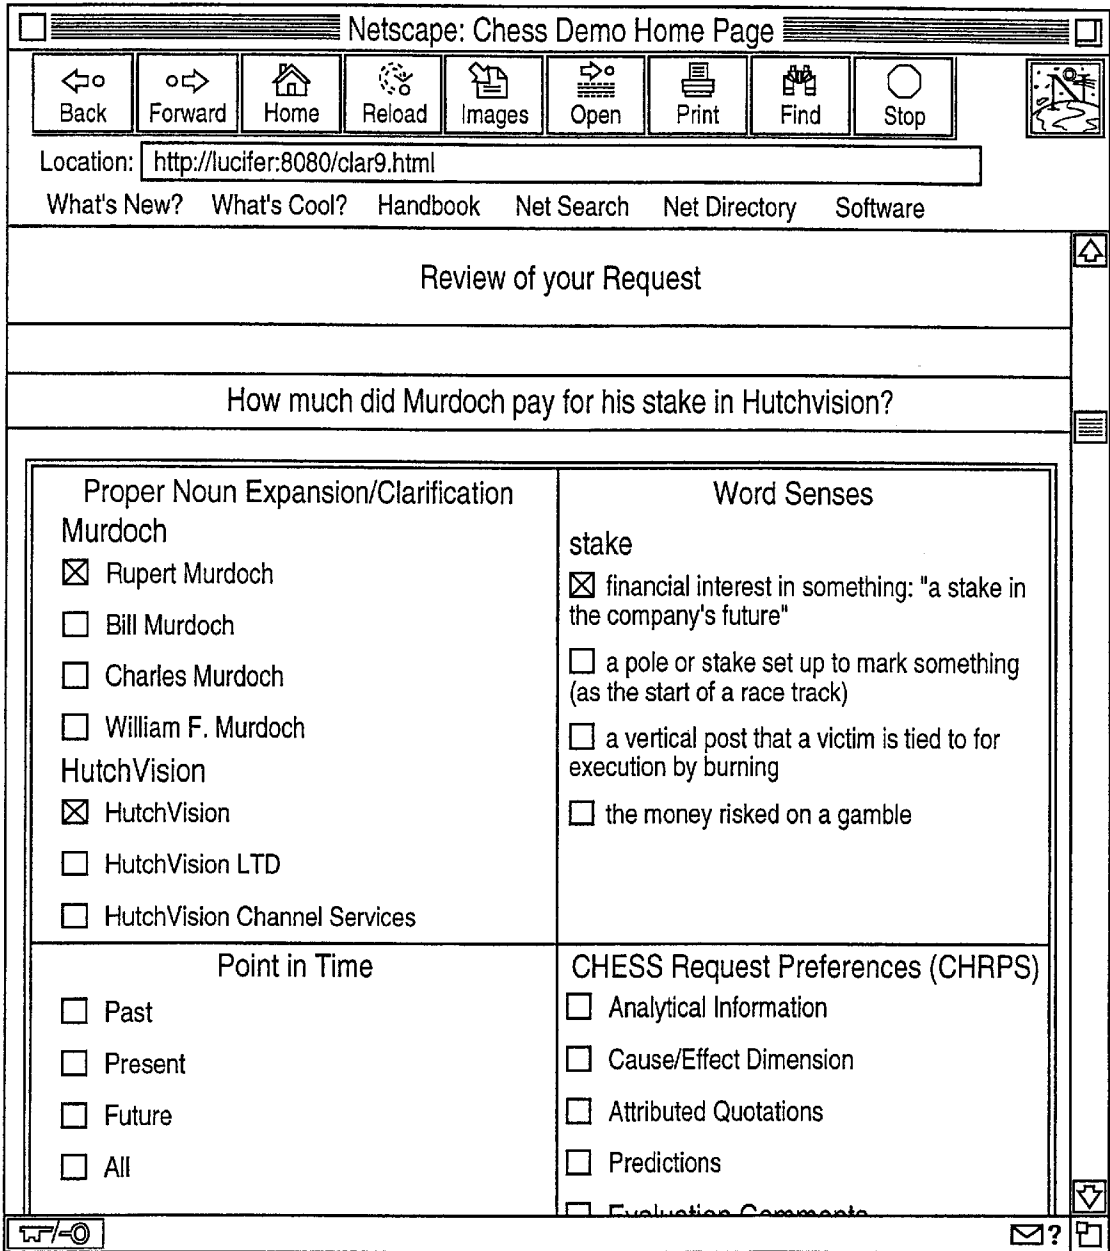 Netscape: Chess Demo Home Page
Back Forward Home Reload Images Open Print Find Stop
Location: http://lucifer:8080/clar9.html
What's New? What's Cool? Handbook Net Search Net Directory Software
Review of your Request
How much did Murdoch pay for his stake in Hutchvision?
Proper Noun Expansion/Clarification
Murdoch
Rupert Murdoch
Bill Murdoch
Charles Murdoch
William F. Murdoch
HutchVision
HutchVision
HutchVision LTD
HutchVision Channel Services
Word Senses
stake
financial interest in something: "a stake in
the company's future"
a pole or stake set up to mark something
(as the start of a race track)
a vertical post that a victim is tied to for
execution by burning
the money risked on a gamble
Point in Time
Past
Present
Future
All
CHESS Request Preferences (CHRPS)
Analytical Information
Cause/Effect Dimension
Attributed Quotations
Predictions
Evaluation Comments
?